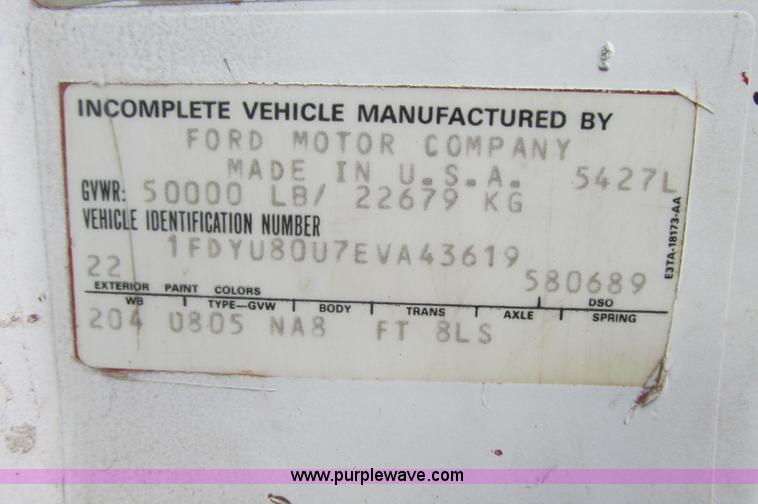 INCOMPLETE VEHICLE MANUFACTURED BY
FORD MOTOR COMPANY
MADE IN U.S.A. 5427L
GVWR: 50000 LB/ 22679 KG
VEHICLE IDENTIFICATION NUMBER
1FDYU80U7EVA43619
22 580689
EXTERIOR PAINT COLORS DSO
WB TYPE-GVW BODY TRANS AXLE SPRING
204 U805 NA8 FT 8LS
E3TA-18173-AA
www.purplewave.com